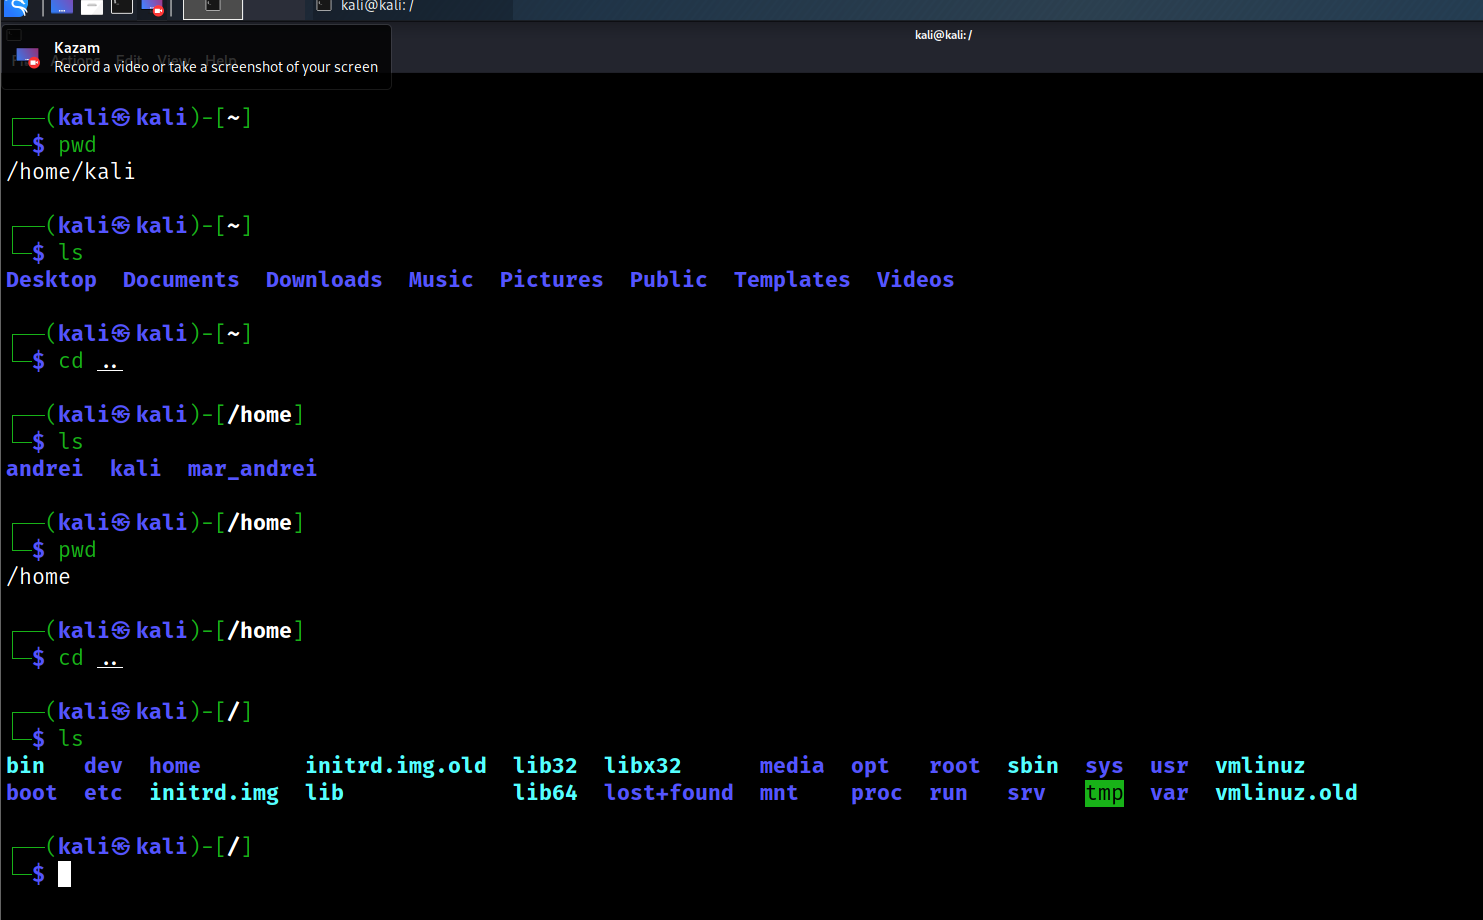 kali@kali: /
kali@kali: /
Kazam
Record a video or take a screenshot of your screen
┌──(kali㉿kali)-[~]
└─$ pwd
/home/kali
┌──(kali㉿kali)-[~]
└─$ ls
Desktop  Documents  Downloads  Music  Pictures  Public  Templates  Videos
┌──(kali㉿kali)-[~]
└─$ cd ..
┌──(kali㉿kali)-[/home]
└─$ ls
andrei  kali  mar_andrei
┌──(kali㉿kali)-[/home]
└─$ pwd
/home
┌──(kali㉿kali)-[/home]
└─$ cd ..
┌──(kali㉿kali)-[/]
└─$ ls
bin   dev  home        initrd.img.old  lib32  libx32      media  opt   root  sbin  sys  usr  vmlinuz
boot  etc  initrd.img  lib             lib64  lost+found  mnt    proc  run   srv   tmp  var  vmlinuz.old
┌──(kali㉿kali)-[/]
└─$